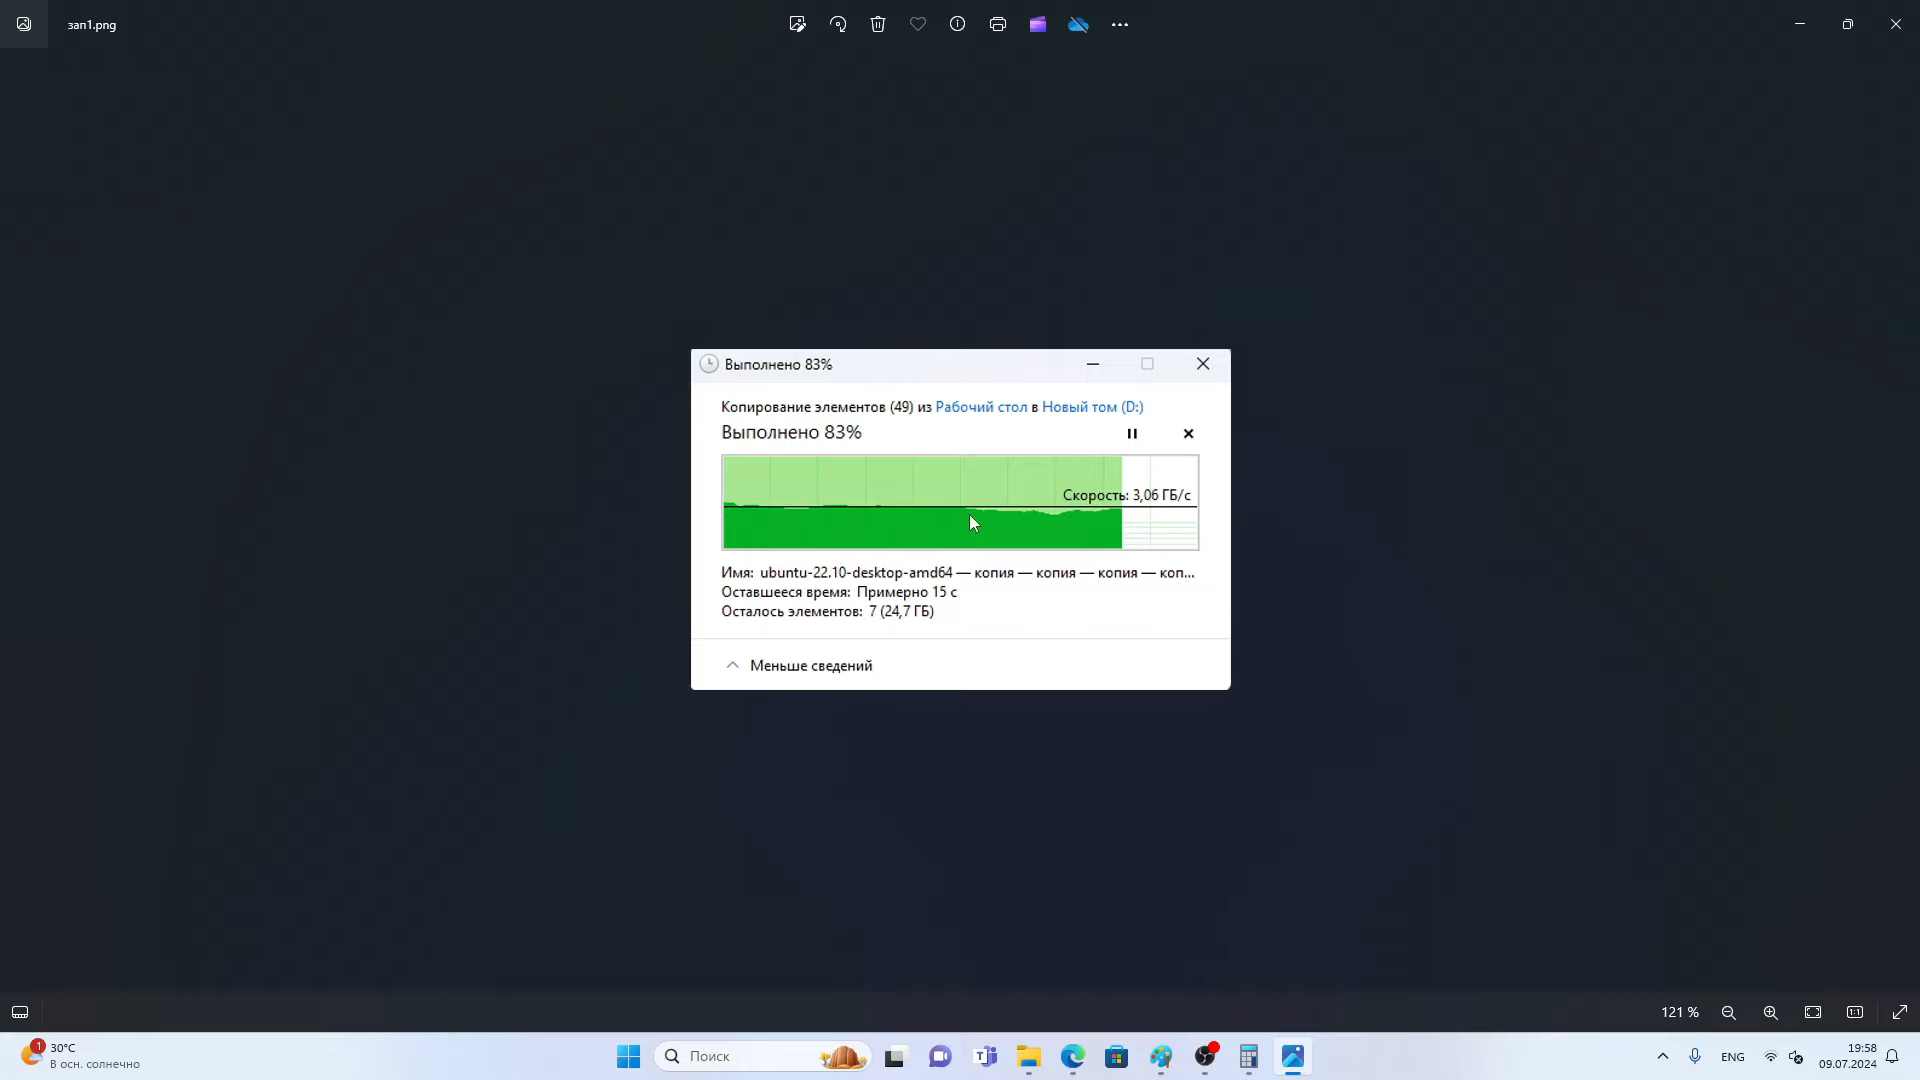 зап1.png
Выполнено 83%
Копирование элементов (49) из Рабочий стол в Новый том (D:)
Выполнено 83%
Скорость: 3,06 ГБ/с
Имя: ubuntu-22.10-desktop-amd64 — копия — копия — копия — коп...
Оставшееся время: Примерно 15 с
Осталось элементов: 7 (24,7 ГБ)
Меньше сведений
121 %
1
30°C
В осн. солнечно
Поиск
ENG
19:58
09.07.2024